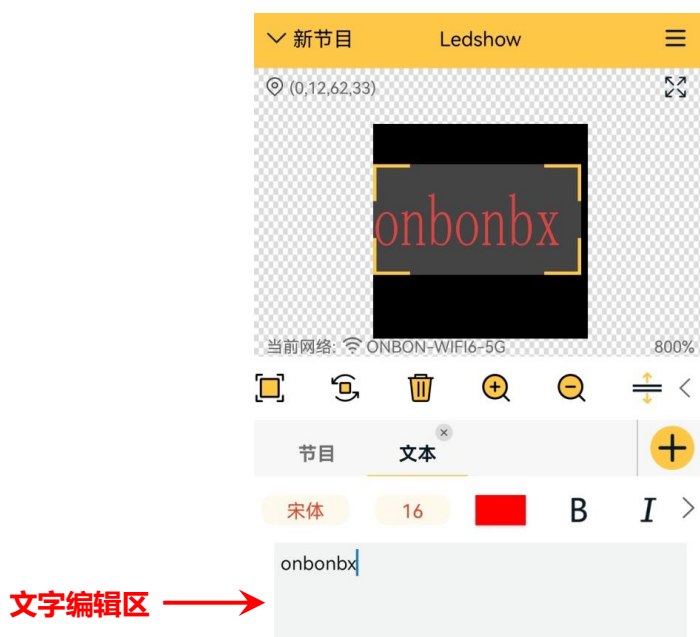 新节目 Ledshow
(0,12,62,33)
onbonbx
当前网络: ONBON-WIFI6-5G 800%
节目 文本
宋体 16 B I
onbonbx
文字编辑区